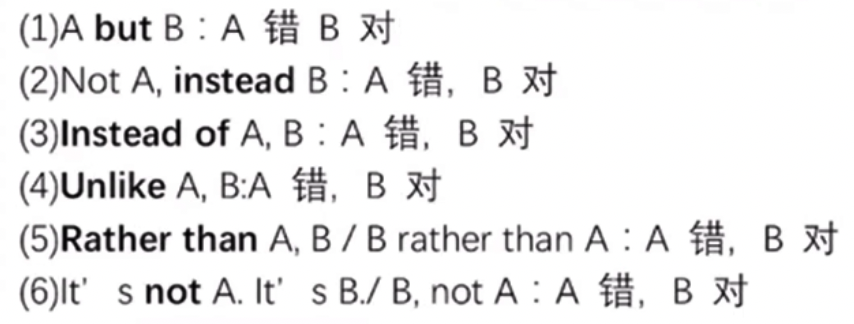 (1)A but B：A 错 B 对
(2)Not A, instead B：A 错, B 对
(3)Instead of A, B：A 错, B 对
(4)Unlike A, B:A 错, B 对
(5)Rather than A, B / B rather than A：A 错, B 对
(6)It' s not A. It' s B./ B, not A：A 错, B 对